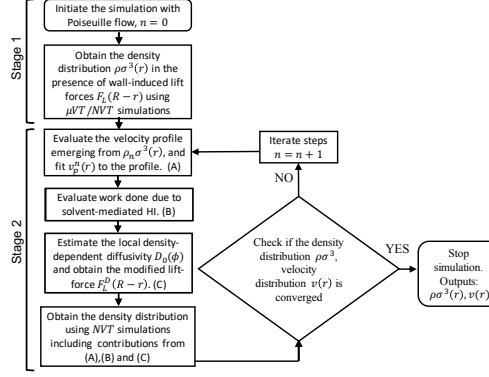 Stage 1
Initiate the simulation with
Poiseuille flow, n = 0
Obtain the density
distribution ρσ³(r) in the
presence of wall-induced lift
forces F_L(R − r) using
μVT/NVT simulations
Stage 2
Evaluate the velocity profile
emerging from ρ_nσ³(r), and
fit v_p^n(r) to the profile. (A)
Evaluate work done due to
solvent-mediated HI. (B)
Estimate the local density-
dependent diffusivity D_0(ϕ)
and obtain the modified lift-
force F_L^D(R − r). (C)
Obtain the density distribution
using NVT simulations
including contributions from
(A),(B) and (C)
Iterate steps
n = n + 1
NO
Check if the density
distribution ρσ³,
velocity
distribution v(r) is
converged
YES
Stop
simulation.
Outputs:
ρσ³(r), v(r)